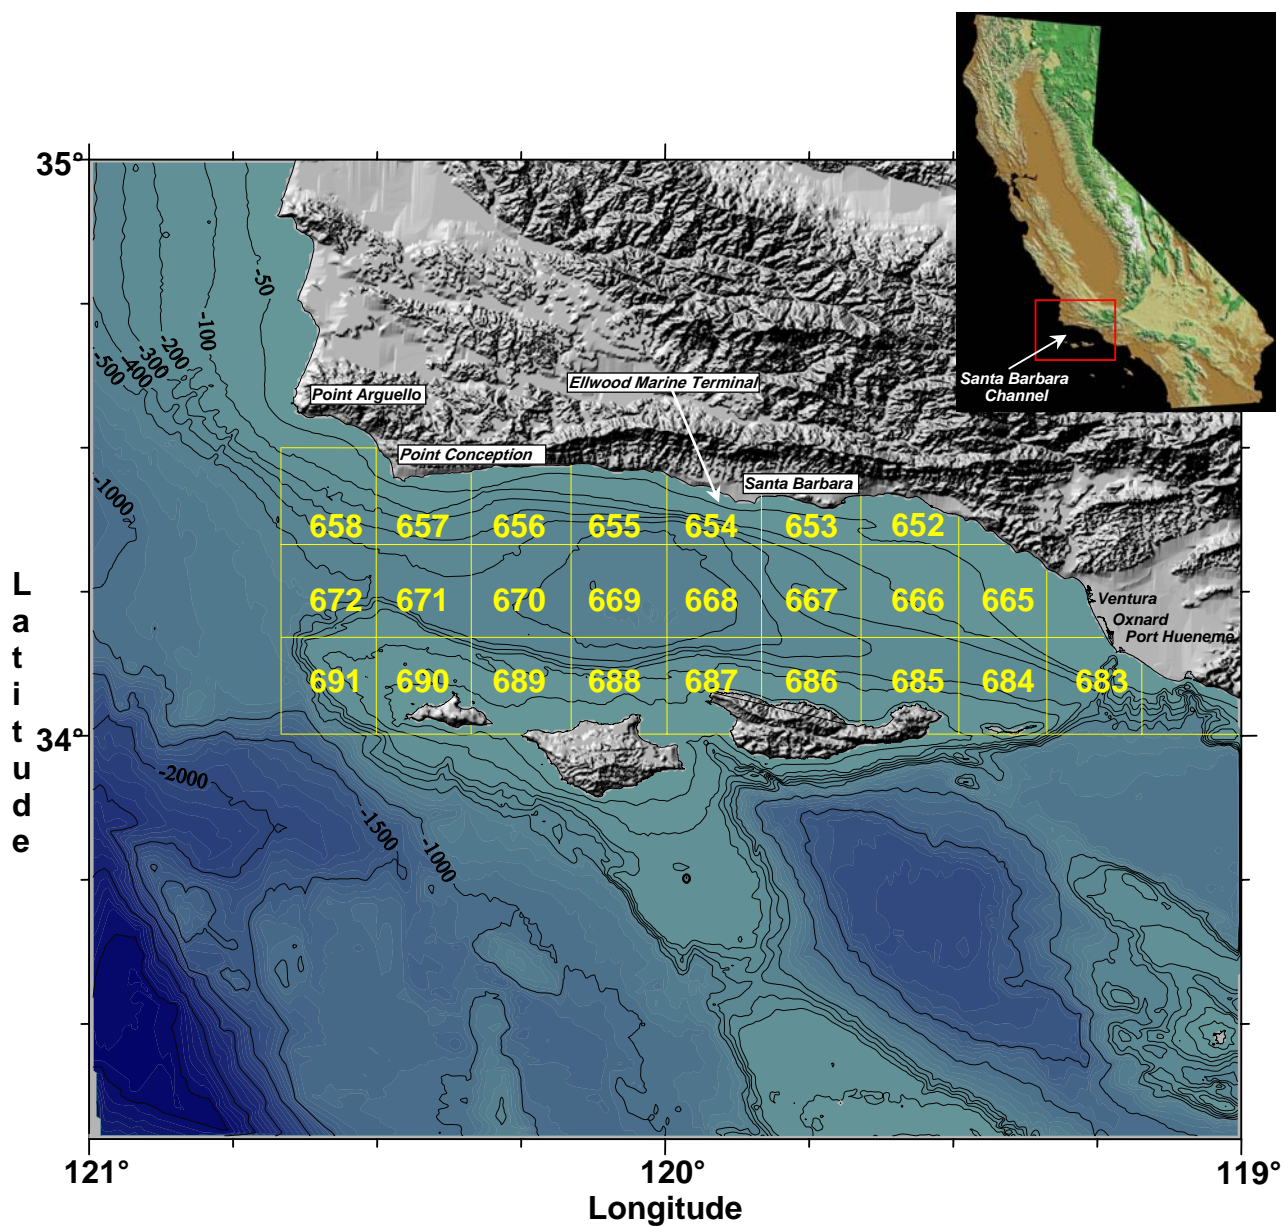 35°
-50
-100
-200
-300
-400
-500
-1000
Point Arguello
Ellwood Marine Terminal
Santa Barbara
Channel
Point Conception
Santa Barbara
658 657 656 655 654 653 652
672 671 670 669 668 667 666 665
Ventura
Oxnard
Port Hueneme
691 690 689 688 687 686 685 684 683
34°
Latitude
-2000
-1500
-1000
121° 120° 119°
Longitude